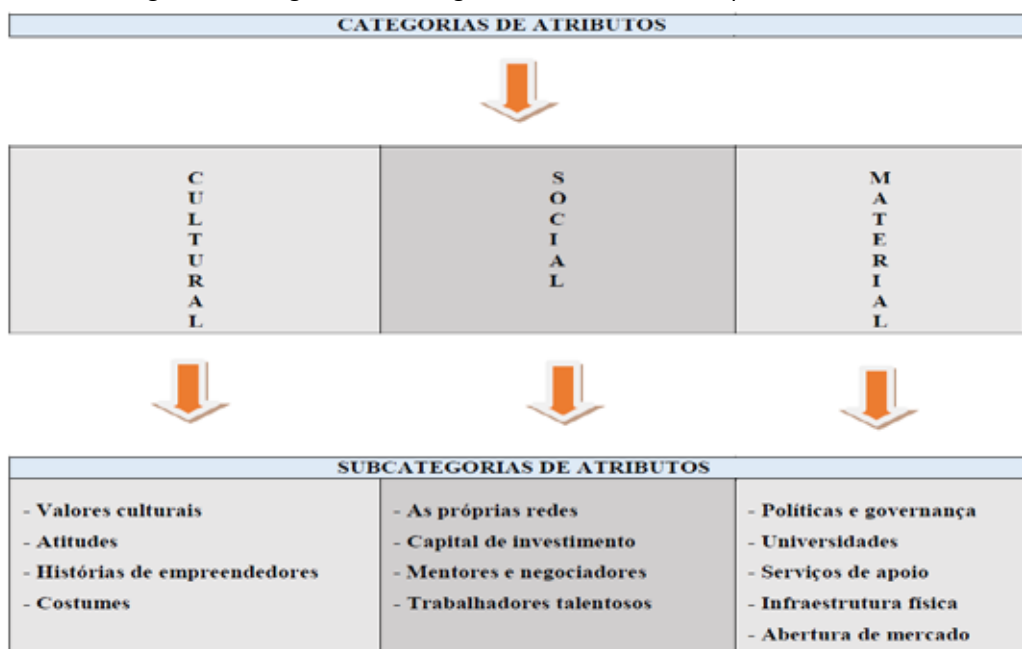 CATEGORIAS DE ATRIBUTOS
CULTURAL
SOCIAL
MATERIAL
SUBCATEGORIAS DE ATRIBUTOS
- Valores culturais
- Atitudes
- Histórias de empreendedores
- Costumes
- As próprias redes
- Capital de investimento
- Mentores e negociadores
- Trabalhadores talentosos
- Políticas e governança
- Universidades
- Serviços de apoio
- Infraestrutura física
- Abertura de mercado